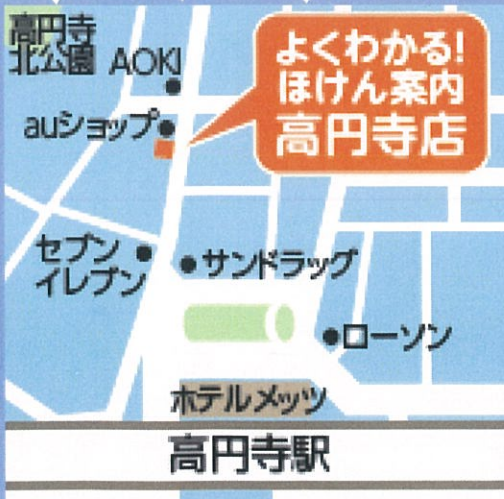 高円寺
北公園
AOKI
よくわかる!
ほけん案内
高円寺店
auショップ
セブン
イレブン
サンドラッグ
ローソン
ホテルメッツ
高円寺駅